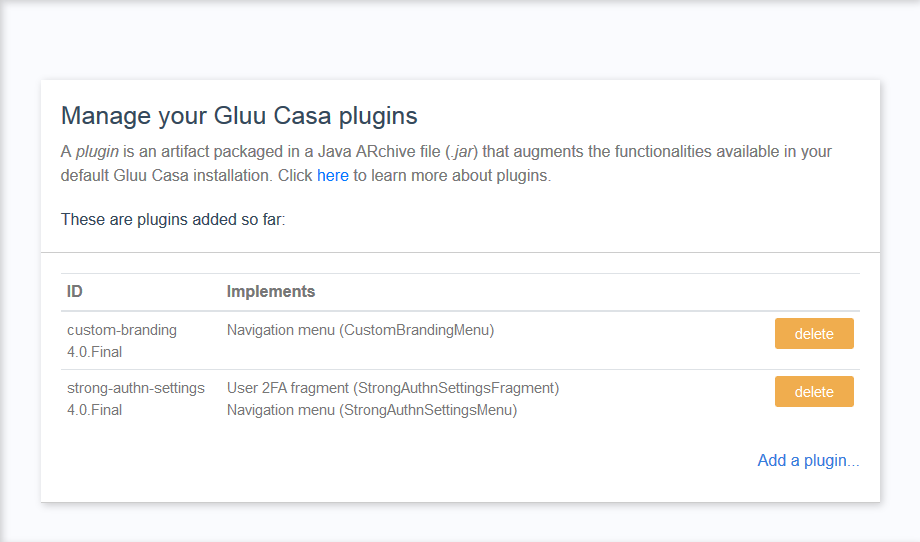 Manage your Gluu Casa plugins
A plugin is an artifact packaged in a Java ARchive file (.jar) that augments the functionalities available in your
default Gluu Casa installation. Click here to learn more about plugins.
These are plugins added so far:
ID Implements
custom-branding Navigation menu (CustomBrandingMenu) delete
4.0.Final
strong-authn-settings User 2FA fragment (StrongAuthnSettingsFragment) delete
4.0.Final Navigation menu (StrongAuthnSettingsMenu)
Add a plugin...